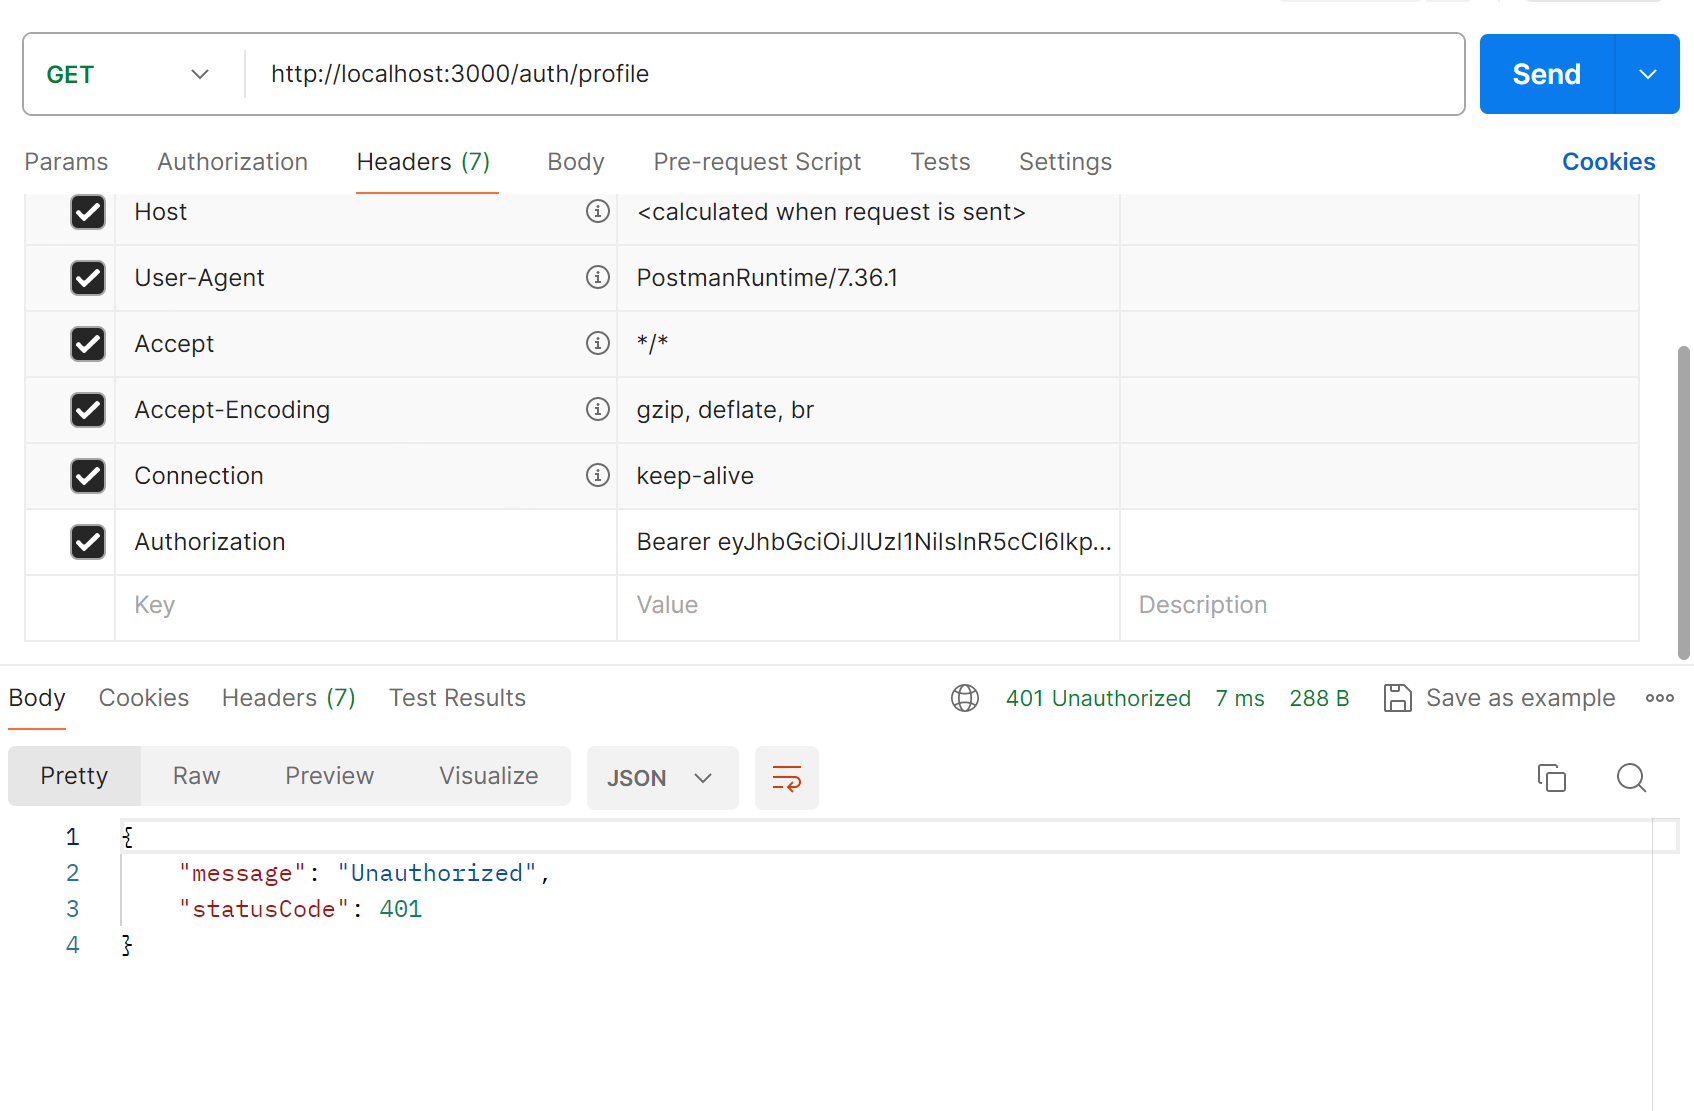 GET http://localhost:3000/auth/profile Send
Params Authorization Headers (7) Body Pre-request Script Tests Settings Cookies
Host <calculated when request is sent>
User-Agent PostmanRuntime/7.36.1
Accept */*
Accept-Encoding gzip, deflate, br
Connection keep-alive
Authorization Bearer eyJhbGciOiJIUzI1NiIsInR5cCI6Ikp...
Key Value Description
Body Cookies Headers (7) Test Results 401 Unauthorized 7 ms 288 B Save as example
Pretty Raw Preview Visualize JSON
1 {
2 "message": "Unauthorized",
3 "statusCode": 401
4 }